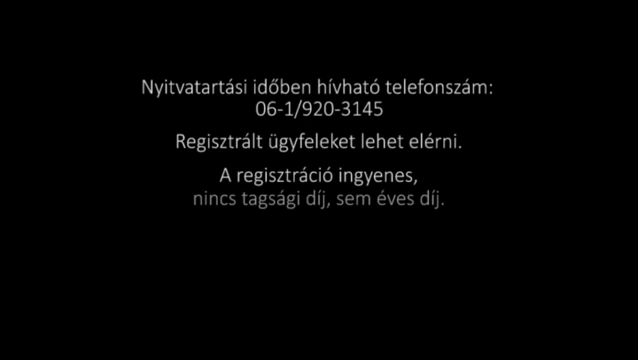 Nyitvatartási időben hívható telefonszám:
06-1/920-3145
Regisztrált ügyfeleket lehet elérni.
A regisztráció ingyenes,
nincs tagsági díj, sem éves díj.